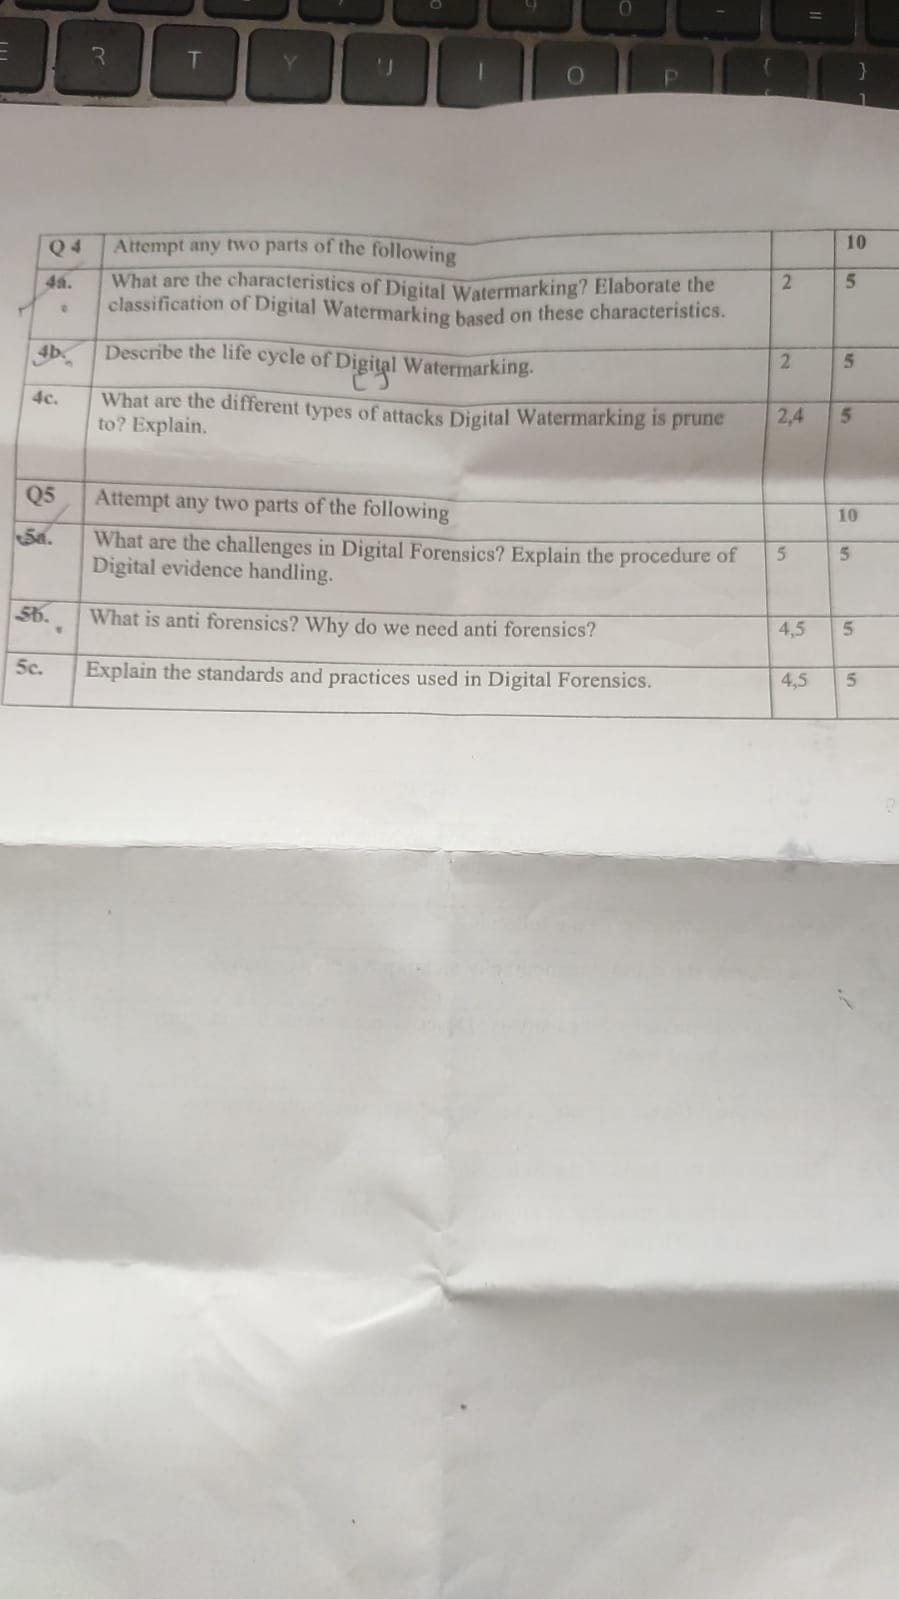 0 9 0 - =
E R T Y U I O P { }
Q 4 Attempt any two parts of the following 10
4a. What are the characteristics of Digital Watermarking? Elaborate the 2 5
classification of Digital Watermarking based on these characteristics.
4b. Describe the life cycle of Digital Watermarking. 2 5
4c. What are the different types of attacks Digital Watermarking is prune 2,4 5
to? Explain.
Q5 Attempt any two parts of the following 10
5a. What are the challenges in Digital Forensics? Explain the procedure of 5 5
Digital evidence handling.
5b. What is anti forensics? Why do we need anti forensics? 4,5 5
5c. Explain the standards and practices used in Digital Forensics. 4,5 5